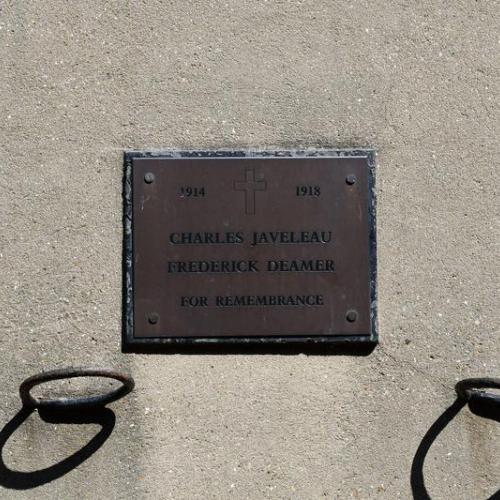 1914 1918
CHARLES JAVELEAU
FREDERICK DEAMER
FOR REMEMBRANCE